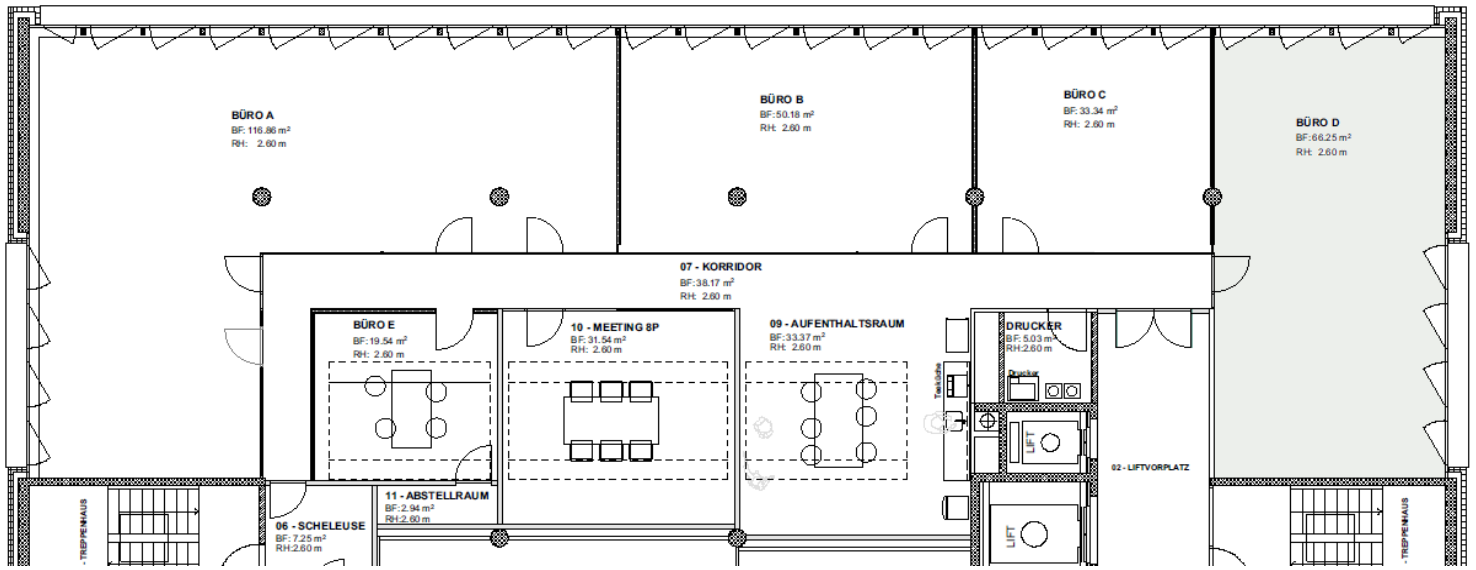 BÜRO A
BF: 116.86 m²
RH: 2.60 m
BÜRO B
BF: 50.18 m²
RH: 2.60 m
BÜRO C
BF: 33.34 m²
RH: 2.60 m
BÜRO D
BF: 66.25 m²
RH: 2.60 m
07 - KORRIDOR
BF: 38.17 m²
RH: 2.60 m
BÜRO E
BF: 19.54 m²
RH: 2.60 m
10 - MEETING 8P
BF: 31.54 m²
RH: 2.60 m
09 - AUFENTHALTSRAUM
BF: 33.37 m²
RH: 2.60 m
Teeküche
DRUCKER
BF: 5.03 m²
RH:2.60 m
Drucker
LIFT
02 - LIFTVORPLATZ
11 - ABSTELLRAUM
BF: 2.94 m²
RH:2.60 m
06 - SCHELEUSE
BF: 7.25 m²
RH:2.60 m
LIFT
- TREPPENHAUS
- TREPPENHAUS